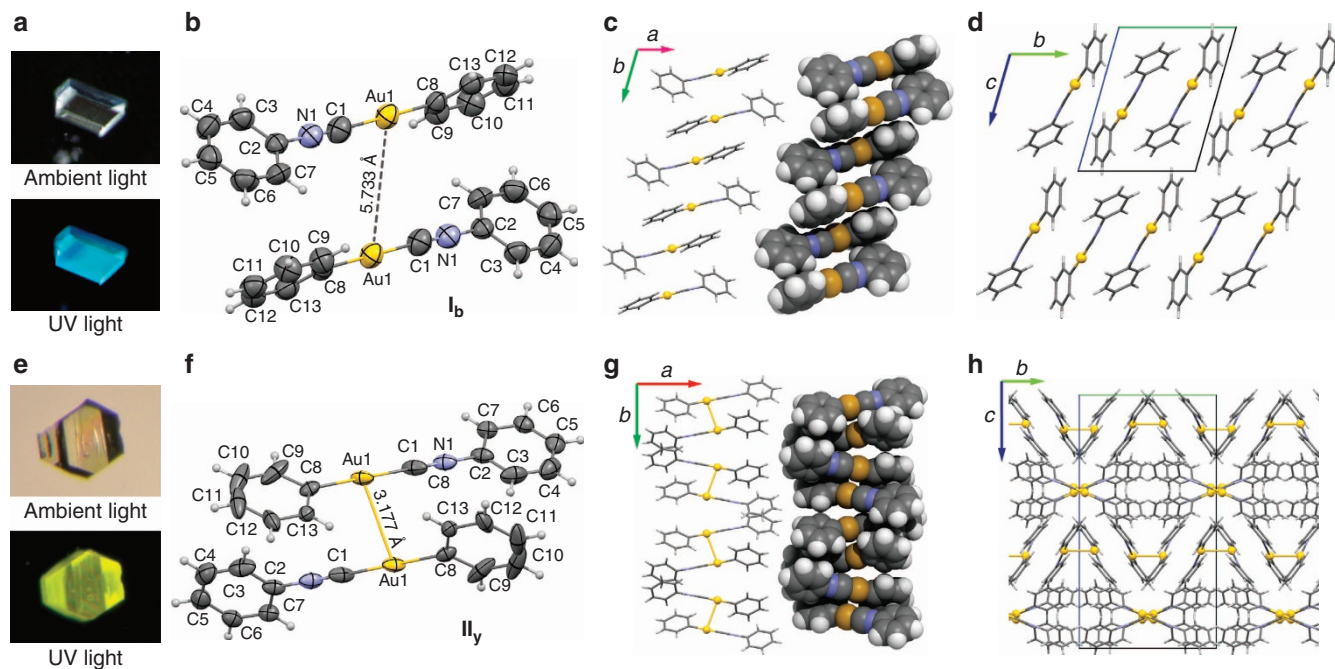 a
Ambient light
UV light
b
C4
C3
N1
C1
Au1
C8
C13
C12
C5
C2
C9
C10
C11
C6
C7
5.733 Å
C6
C7
C5
C2
C10
C9
C11
C1
N1
C3
C4
Au1
C8
C13
C12
I_b
c
a
b
d
b
c
e
Ambient light
UV light
f
C7
C6
C10
C9
C8
Au1
C1
N1
C5
C2
C3
C8
C4
C11
C12
C13
3.177 Å
C13
C12
C11
C4
C2
C1
C10
C3
C7
Au1
C8
C9
C5
C6
II_y
g
a
b
h
b
c